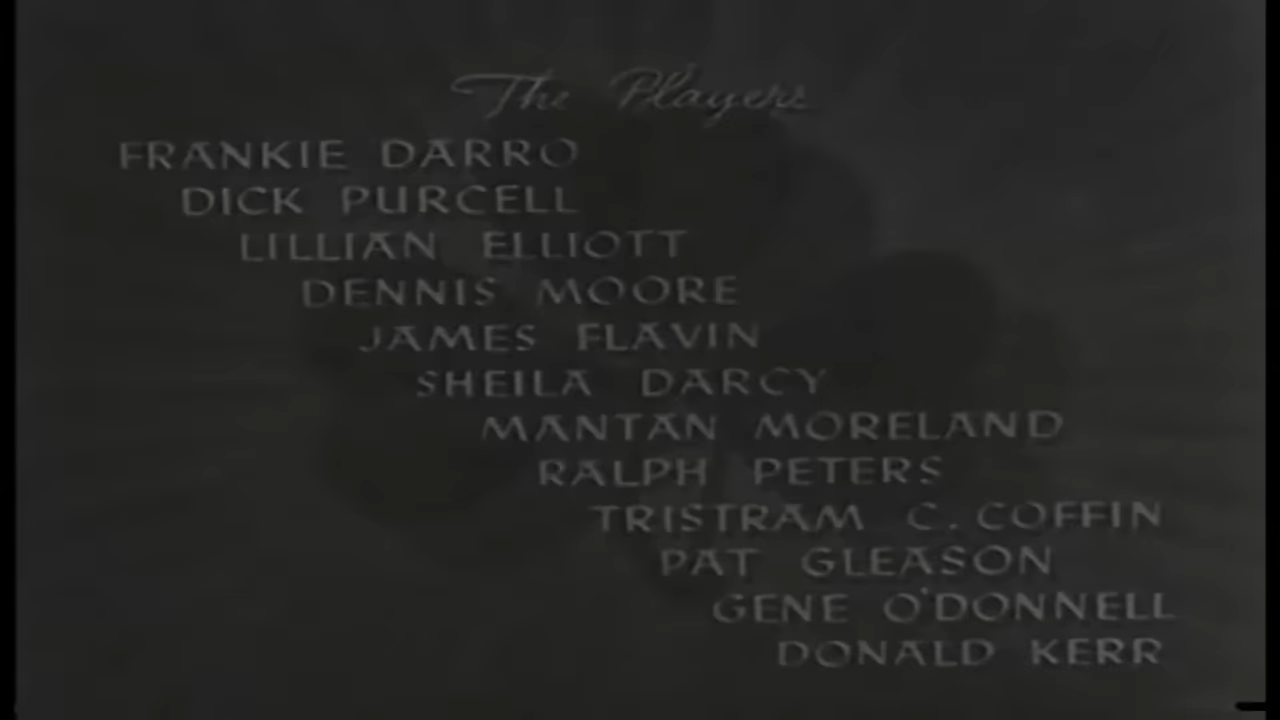 The Players
FRANKIE DARRO
DICK PURCELL
LILLIAN ELLIOTT
DENNIS MOORE
JAMES FLAVIN
SHEILA DARCY
MANTAN MORELAND
RALPH PETERS
TRISTRAM C. COFFIN
PAT GLEASON
GENE O'DONNELL
DONALD KERR